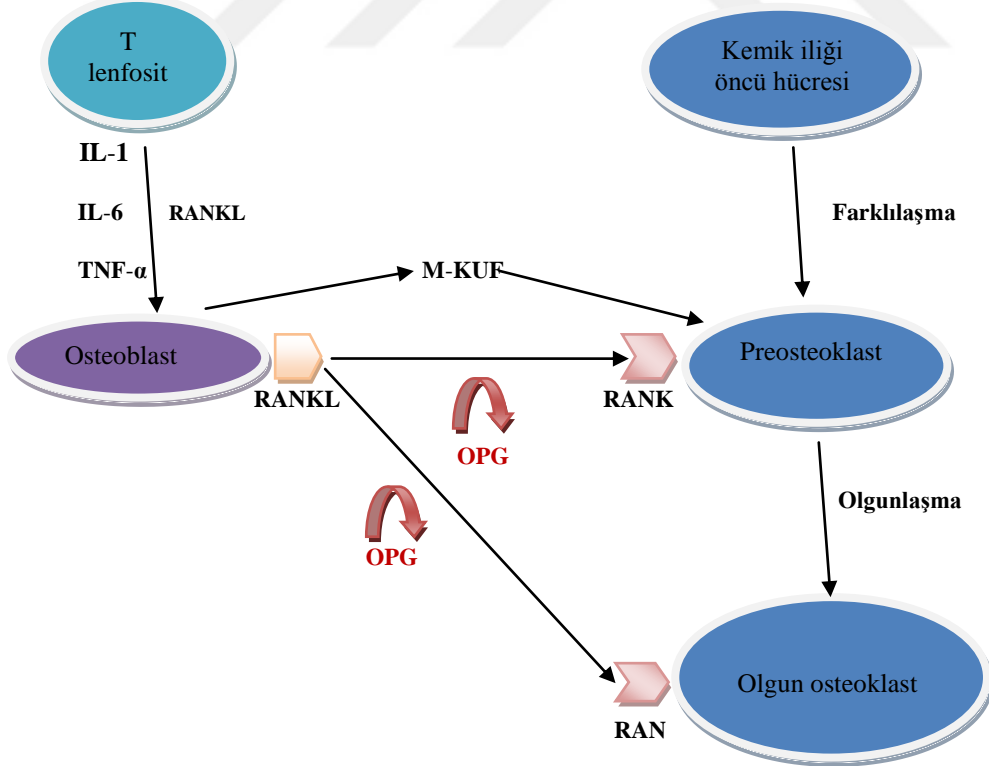 T
lenfosit
Kemik iliği
öncü hücresi
IL-1
IL-6
RANKL
Farklılaşma
TNF-α
M-KUF
Osteoblast
Preosteoklast
RANKL
RANK
OPG
Olgunlaşma
OPG
Olgun osteoklast
RAN